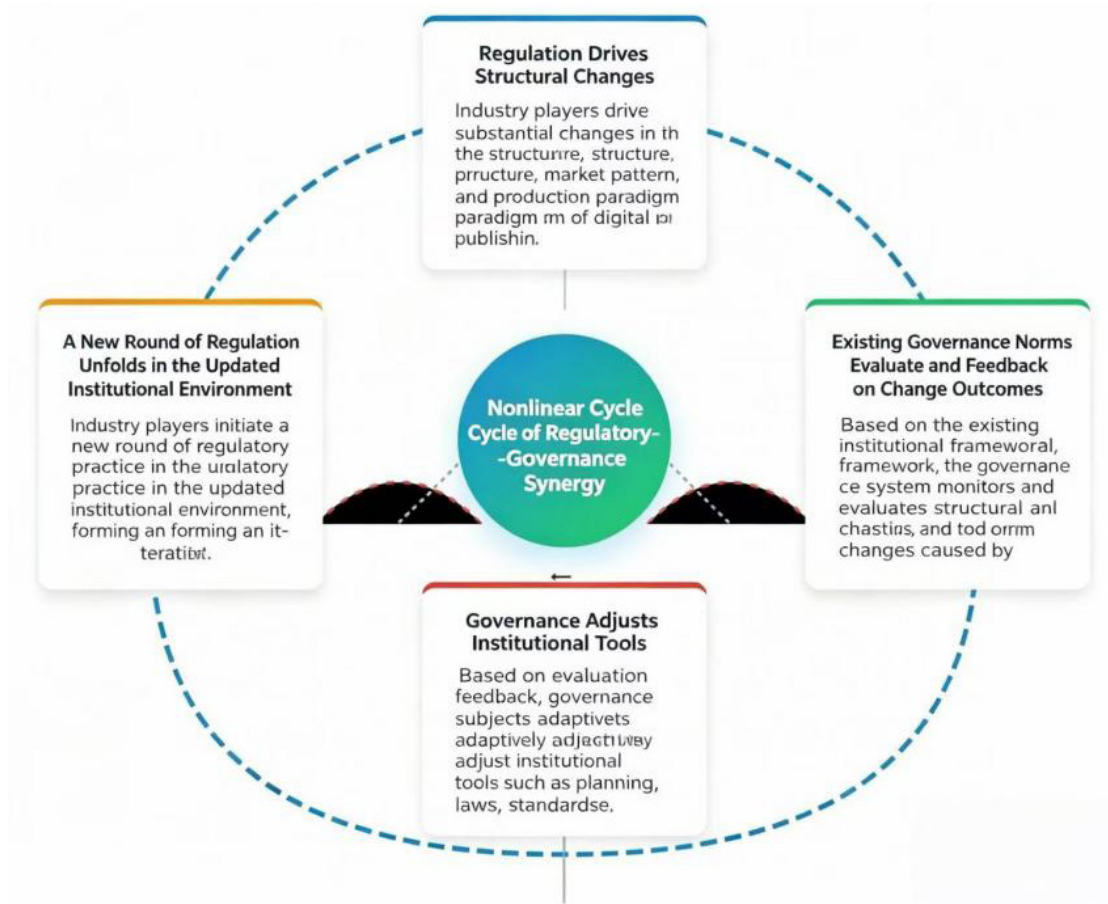 Regulation Drives
Structural Changes
Industry players drive
substantial changes in th
the structure, structure,
prructure, market pattern,
and production paradigm
paradigm rm of digital
publishin.
A New Round of Regulation
Unfolds in the Updated
Institutional Environment
Industry players initiate a
new round of regulatory
practice in the
practice in the updated
institutional environment,
forming an forming an it-
Nonlinear Cycle
Cycle of Regulatory-
-Governance
Synergy
Existing Governance Norms
Evaluate and Feedback
on Change Outcomes
Based on the existing
institutional
framework, the governane
ce system monitors and
evaluates structural
and tod
changes caused by
←
Governance Adjusts
Institutional Tools
Based on evaluation
feedback, governance
subjects adaptivets
adaptively
adjust institutional
tools such as planning,
laws, standardse.